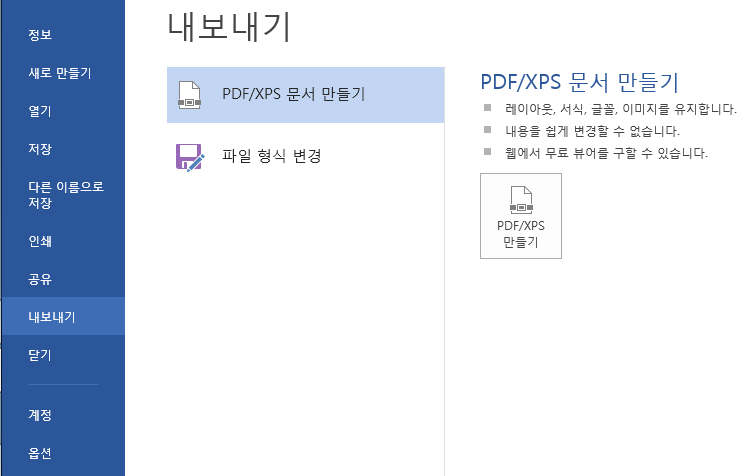 정보
새로 만들기
열기
저장
다른 이름으로
저장
인쇄
공유
내보내기
닫기
계정
옵션
내보내기
PDF/XPS 문서 만들기
파일 형식 변경
PDF/XPS 문서 만들기
레이아웃, 서식, 글꼴, 이미지를 유지합니다.
내용을 쉽게 변경할 수 없습니다.
웹에서 무료 뷰어를 구할 수 있습니다.
PDF/XPS
만들기